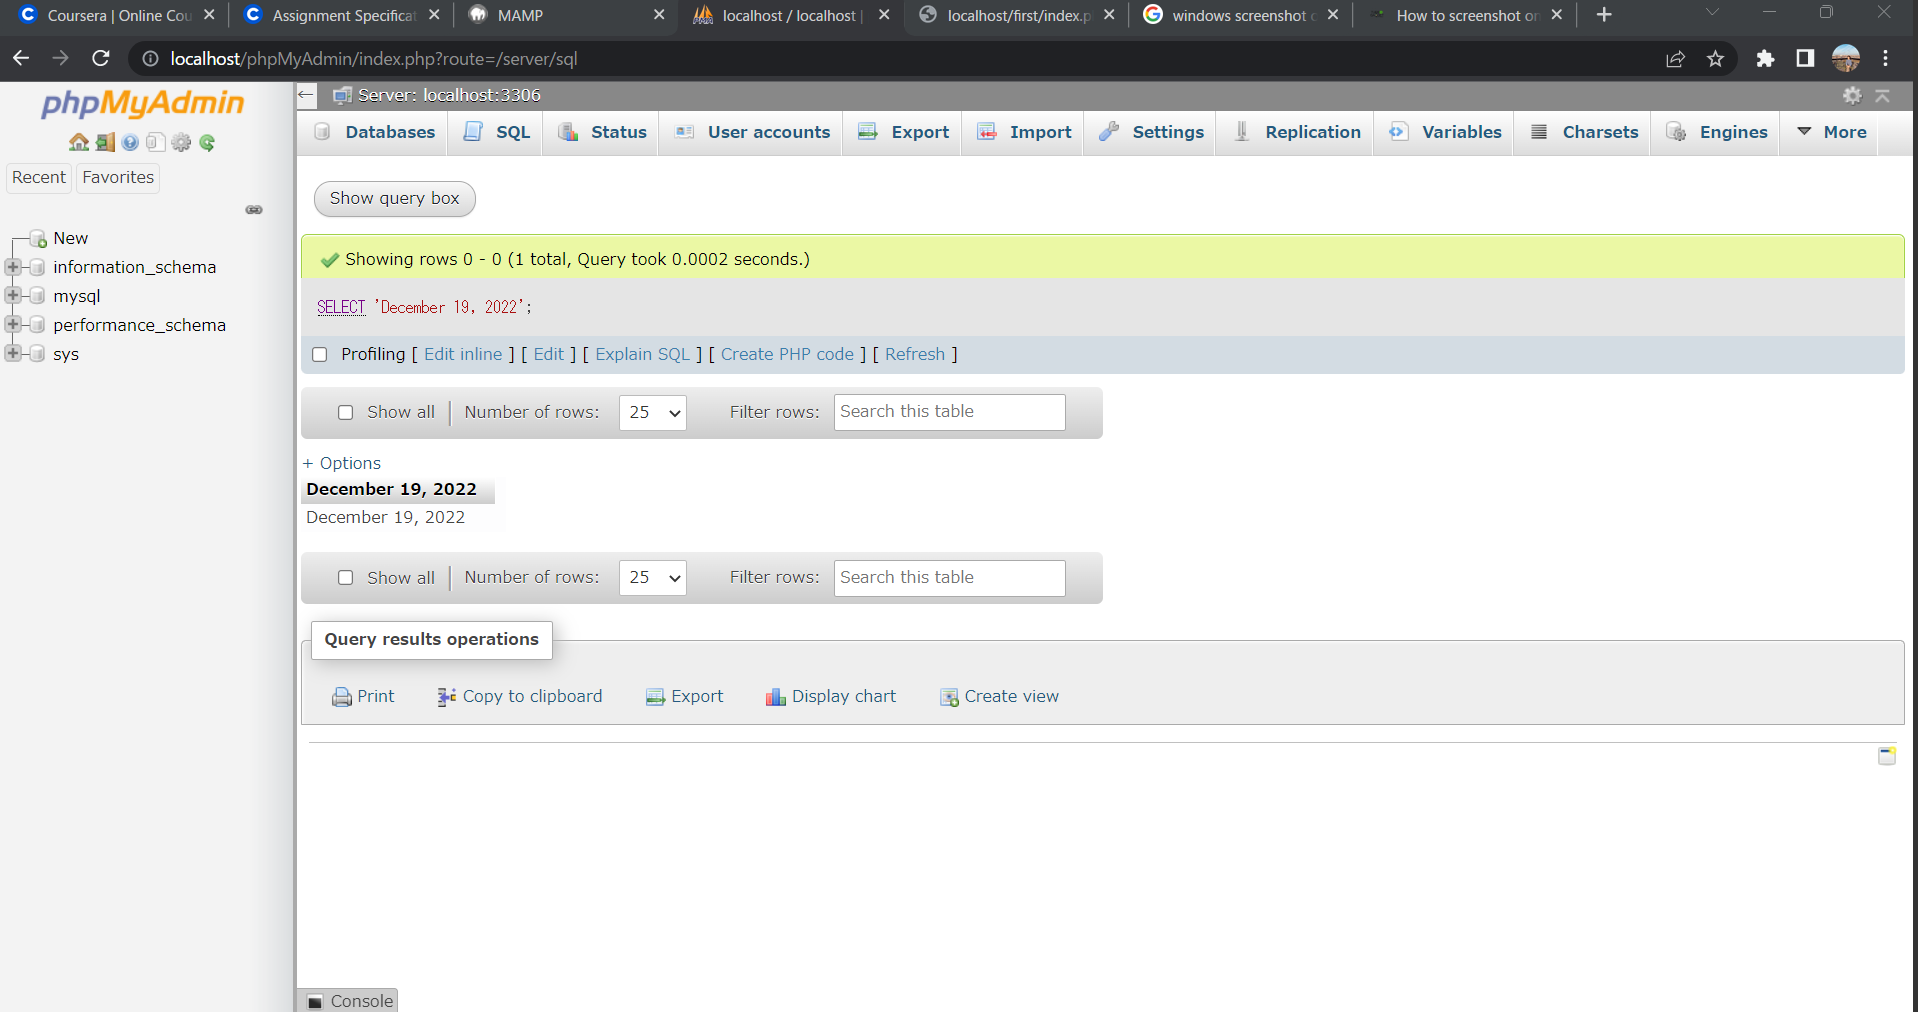 Coursera | Online Cou
Assignment Specificat
MAMP
localhost / localhost |
localhost/first/index.p
windows screenshot c
How to screenshot on
localhost/phpMyAdmin/index.php?route=/server/sql
phpMyAdmin
Recent
Favorites
New
information_schema
mysql
performance_schema
sys
Server: localhost:3306
Databases
SQL
Status
User accounts
Export
Import
Settings
Replication
Variables
Charsets
Engines
More
Show query box
Showing rows 0 - 0 (1 total, Query took 0.0002 seconds.)
SELECT 'December 19, 2022';
Profiling [ Edit inline ] [ Edit ] [ Explain SQL ] [ Create PHP code ] [ Refresh ]
Show all | Number of rows: 25 Filter rows: Search this table
+ Options
December 19, 2022
December 19, 2022
Show all | Number of rows: 25 Filter rows: Search this table
Query results operations
Print
Copy to clipboard
Export
Display chart
Create view
Console